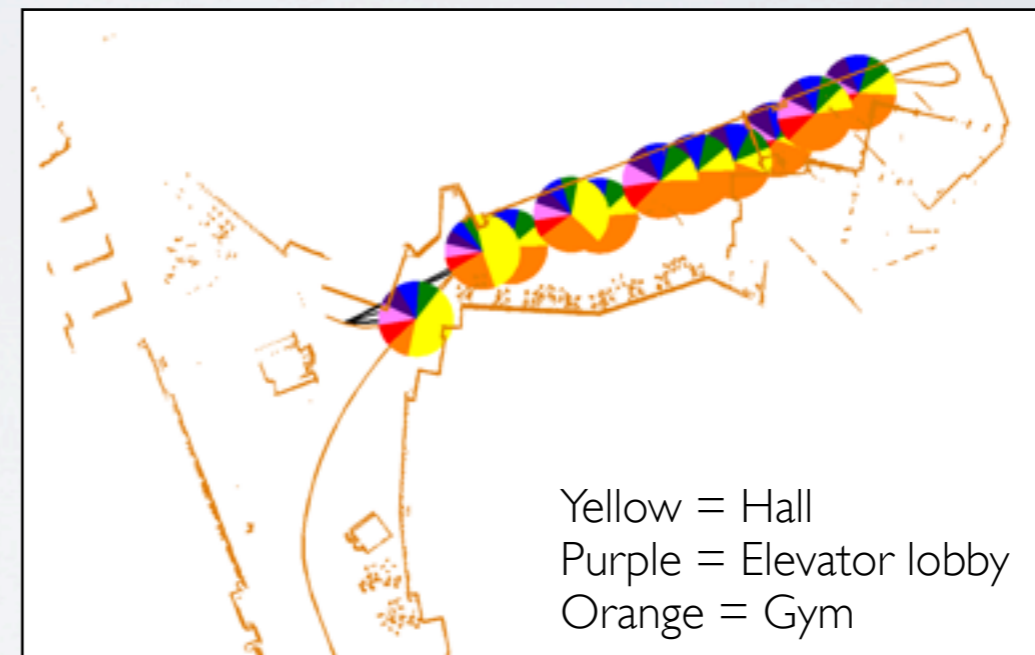 Yellow = Hall
Purple = Elevator lobby
Orange = Gym